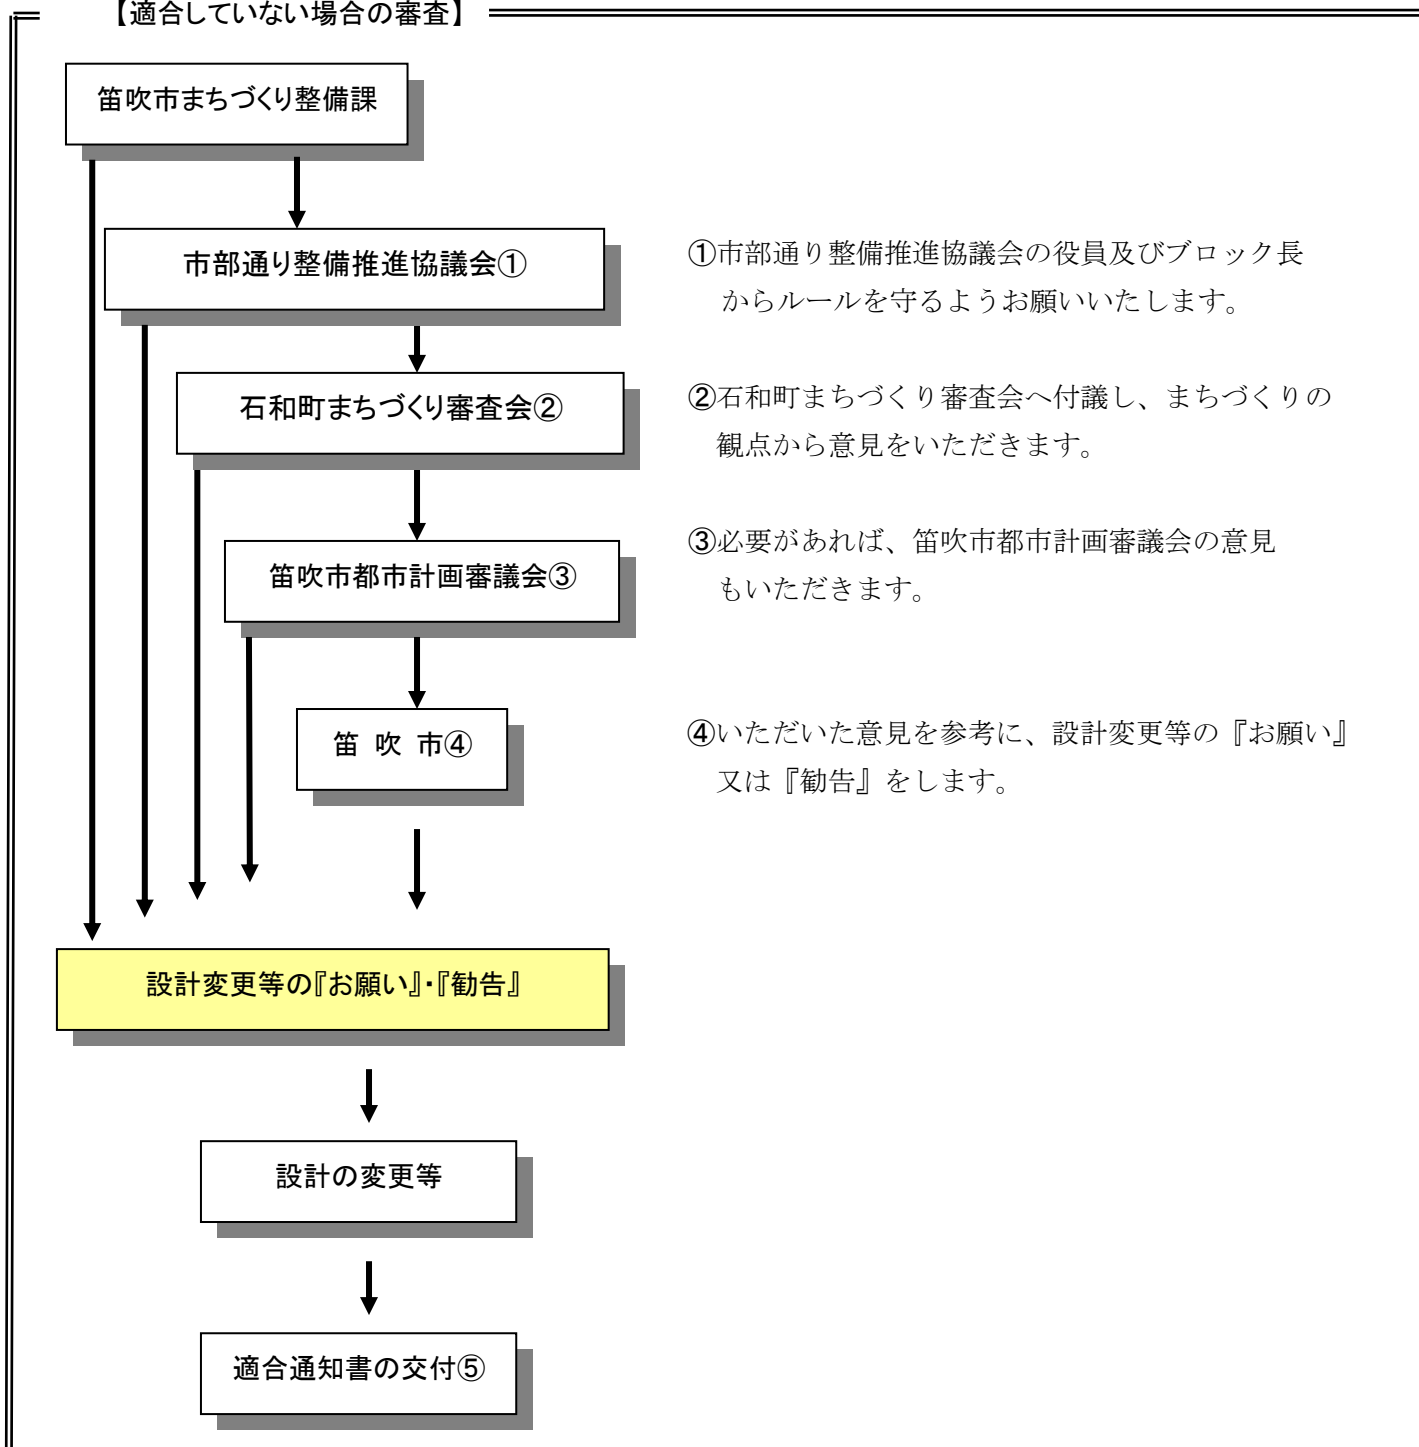 【適合していない場合の審査】
笛吹市まちづくり整備課
市部通り整備推進協議会①
①市部通り整備推進協議会の役員及びブロック長
からルールを守るようお願いいたします。
石和町まちづくり審査会②
②石和町まちづくり審査会へ付議し、まちづくりの
観点から意見をいただきます。
笛吹市都市計画審議会③
③必要があれば、笛吹市都市計画審議会の意見
もいただきます。
笛 吹 市④
④いただいた意見を参考に、設計変更等の『お願い』
又は『勧告』をします。
設計変更等の『お願い』・『勧告』
設計の変更等
適合通知書の交付⑤